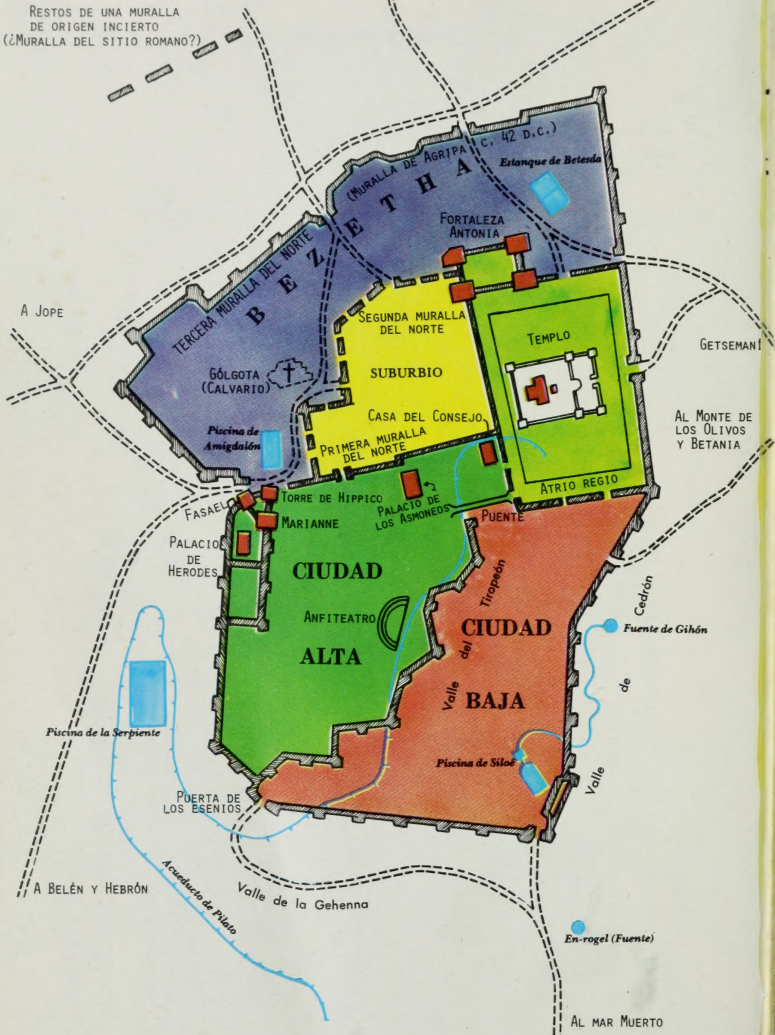 RESTOS DE UNA MURALLA
DE ORIGEN INCIERTO
(¿MURALLA DEL SITIO ROMANO?)
(MURALLA DE AGRIPA C. 42 D.C.)
Estanque de Betesda
BEZETHA
TERCERA MURALLA DEL NORTE
FORTALEZA
ANTONIA
A JOPE
SEGUNDA MURALLA
DEL NORTE
TEMPLO
GETSEMANÍ
GÓLGOTA
(CALVARIO)
SUBURBIO
CASA DEL CONSEJO
AL MONTE DE
LOS OLIVOS
Y BETANIA
Piscina de
Amigdalón
PRIMERA MURALLA
DEL NORTE
ATRIO REGIO
FASAEL
TORRE DE HIPPICO
PALACIO DE
LOS ASMONEOS
PUENTE
MARIANNE
PALACIO
DE
HERODES
CIUDAD
ALTA
ANFITEATRO
Valle del Tiropeón
CIUDAD
BAJA
Valle de Cedrón
Fuente de Gihón
Piscina de la Serpiente
Piscina de Siloé
PUERTA DE
LOS ESENIOS
A BELÉN Y HEBRÓN
Acueducto de Pilato
Valle de la Gehenna
En-rogel (Fuente)
AL MAR MUERTO